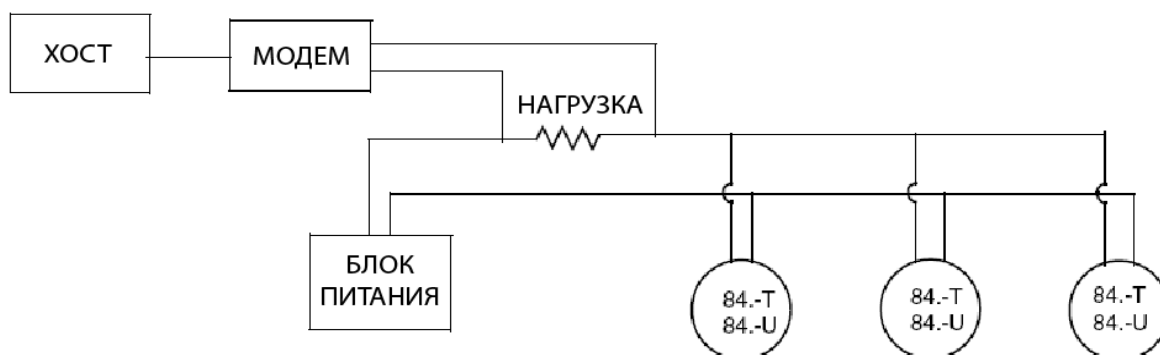 ХОСТ
МОДЕМ
НАГРУЗКА
БЛОК
ПИТАНИЯ
84.-T
84.-U
84.-T
84.-U
84.-T
84.-U